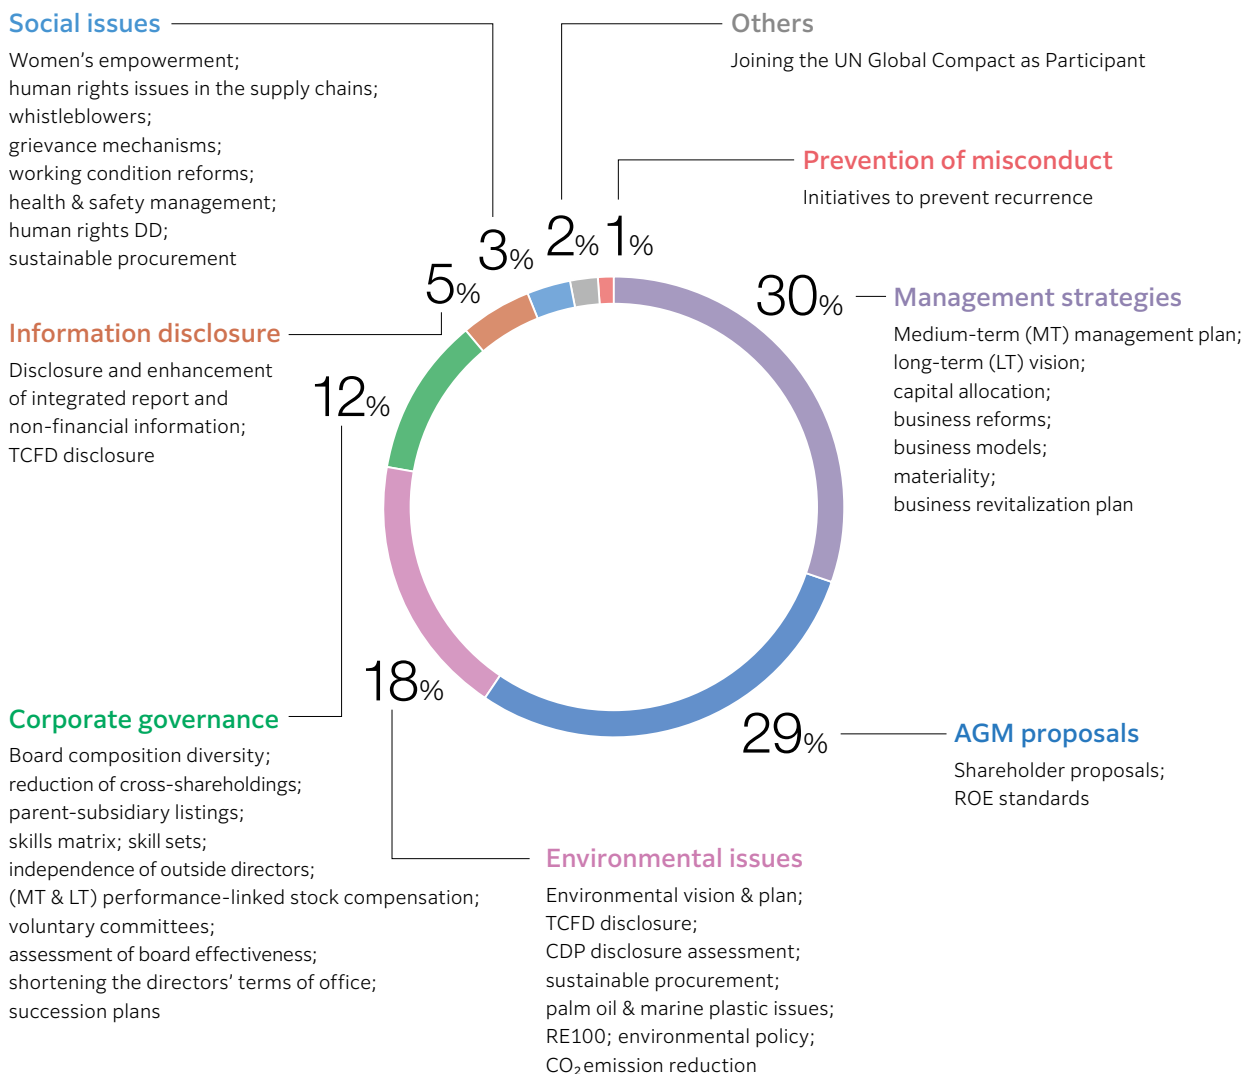 Social issues
Women’s empowerment;
human rights issues in the supply chains;
whistleblowers;
grievance mechanisms;
working condition reforms;
health & safety management;
human rights DD;
sustainable procurement
3%
Others
Joining the UN Global Compact as Participant
2%
Prevention of misconduct
Initiatives to prevent recurrence
1%
30%
Management strategies
Medium-term (MT) management plan;
long-term (LT) vision;
capital allocation;
business reforms;
business models;
materiality;
business revitalization plan
5%
Information disclosure
Disclosure and enhancement
of integrated report and
non-financial information;
TCFD disclosure
12%
Corporate governance
Board composition diversity;
reduction of cross-shareholdings;
parent-subsidiary listings;
skills matrix; skill sets;
independence of outside directors;
(MT & LT) performance-linked stock compensation;
voluntary committees;
assessment of board effectiveness;
shortening the directors’ terms of office;
succession plans
18%
Environmental issues
Environmental vision & plan;
TCFD disclosure;
CDP disclosure assessment;
sustainable procurement;
palm oil & marine plastic issues;
RE100; environmental policy;
CO₂ emission reduction
29%
AGM proposals
Shareholder proposals;
ROE standards